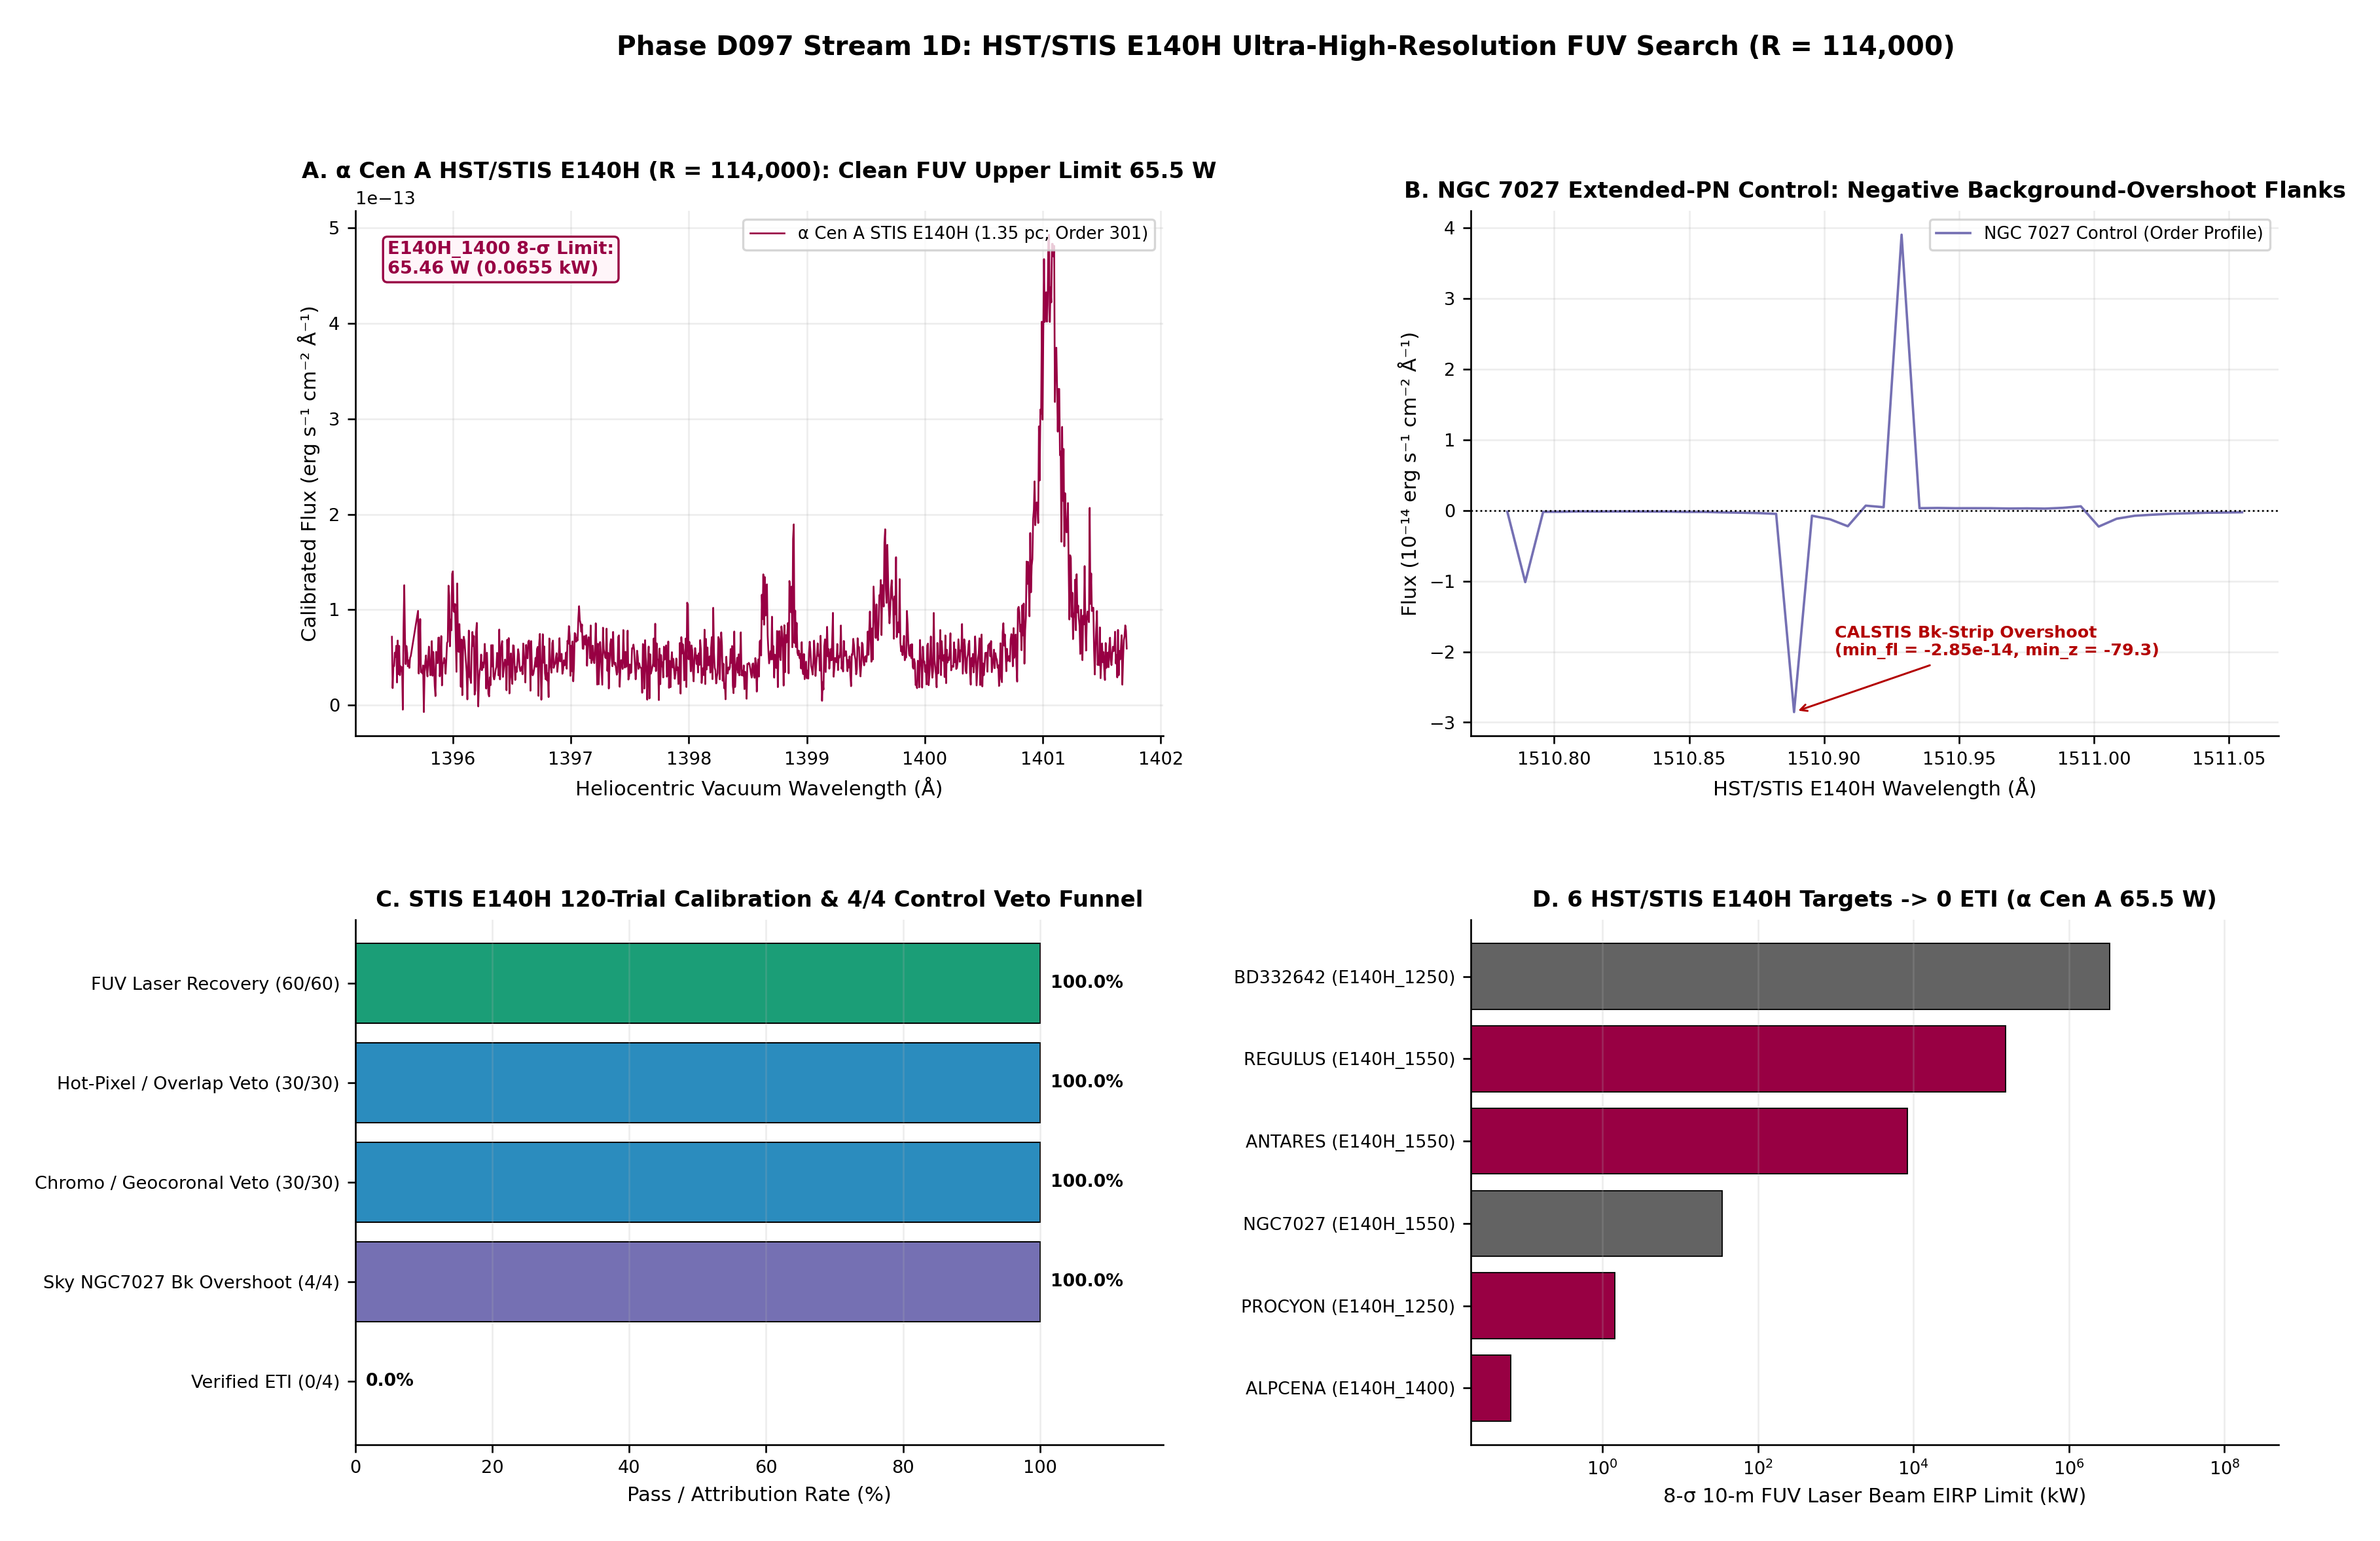 Phase D097 Stream 1D: HST/STIS E140H Ultra-High-Resolution FUV Search (R = 114,000)
A. α Cen A HST/STIS E140H (R = 114,000): Clean FUV Upper Limit 65.5 W
1e−13
α Cen A STIS E140H (1.35 pc; Order 301)
E140H_1400 8-σ Limit:
65.46 W (0.0655 kW)
Calibrated Flux (erg s⁻¹ cm⁻² Å⁻¹)
5
4
3
2
1
0
1396
1397
1398
1399
1400
1401
1402
Heliocentric Vacuum Wavelength (Å)
B. NGC 7027 Extended-PN Control: Negative Background-Overshoot Flanks
NGC 7027 Control (Order Profile)
Flux (10⁻¹⁴ erg s⁻¹ cm⁻² Å⁻¹)
4
3
2
1
0
−1
−2
−3
CALSTIS Bk-Strip Overshoot
(min_fl = -2.85e-14, min_z = -79.3)
1510.80
1510.85
1510.90
1510.95
1511.00
1511.05
HST/STIS E140H Wavelength (Å)
C. STIS E140H 120-Trial Calibration & 4/4 Control Veto Funnel
FUV Laser Recovery (60/60)
100.0%
Hot-Pixel / Overlap Veto (30/30)
100.0%
Chromo / Geocoronal Veto (30/30)
100.0%
Sky NGC7027 Bk Overshoot (4/4)
100.0%
Verified ETI (0/4)
0.0%
0
20
40
60
80
100
Pass / Attribution Rate (%)
D. 6 HST/STIS E140H Targets -> 0 ETI (α Cen A 65.5 W)
BD332642 (E140H_1250)
REGULUS (E140H_1550)
ANTARES (E140H_1550)
NGC7027 (E140H_1550)
PROCYON (E140H_1250)
ALPCENA (E140H_1400)
10⁰
10²
10⁴
10⁶
10⁸
8-σ 10-m FUV Laser Beam EIRP Limit (kW)